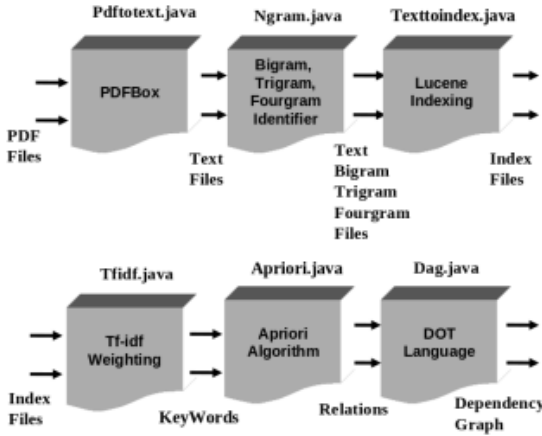 Pdftotext.java
Ngram.java
Texttoindex.java
PDFBox
Bigram,
Trigram,
Fourgram
Identifier
Lucene
Indexing
PDF
Files
Text
Files
Text
Bigram
Trigram
Fourgram
Files
Index
Files
Tfidf.java
Apriori.java
Dag.java
Tf-idf
Weighting
Apriori
Algorithm
DOT
Language
Index
Files
KeyWords
Relations
Dependency
Graph